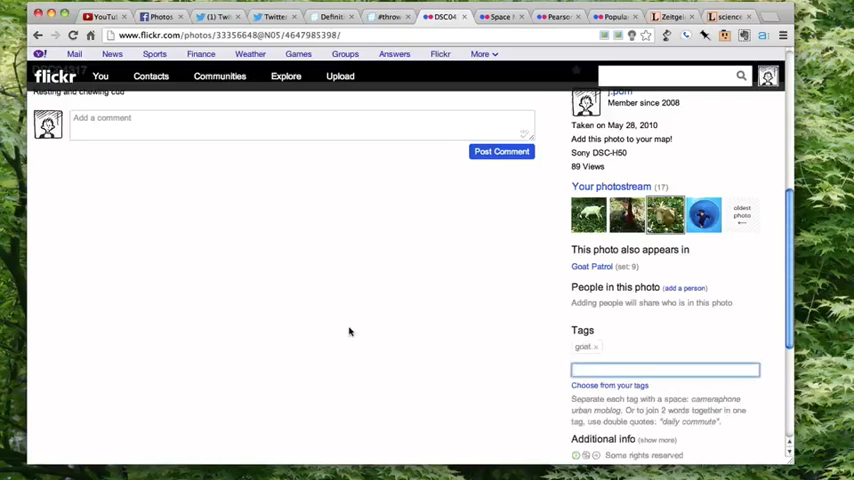 YouTu
Photos
(1) Twi
Twitter
Definit
#throw
DSC04
Space M
Pearso
Popula
Zeitge
science
www.flickr.com/photos/33356648@N05/4647985398/
Mail News Sports Finance Weather Games Groups Answers Flickr More
flickr You Contacts Communities Explore Upload
Resting and chewing cud
Add a comment
Post Comment
j.porn
Member since 2008
Taken on May 28, 2010
Add this photo to your map!
Sony DSC-H50
89 Views
Your photostream (17)
oldest
photo
This photo also appears in
Goat Patrol (set: 9)
People in this photo (add a person)
Adding people will share who is in this photo
Tags
goat x
Choose from your tags
Separate each tag with a space: cameraphone
urban moblog. Or to join 2 words together in one
tag, use double quotes: "daily commute".
Additional info (show more)
Some rights reserved